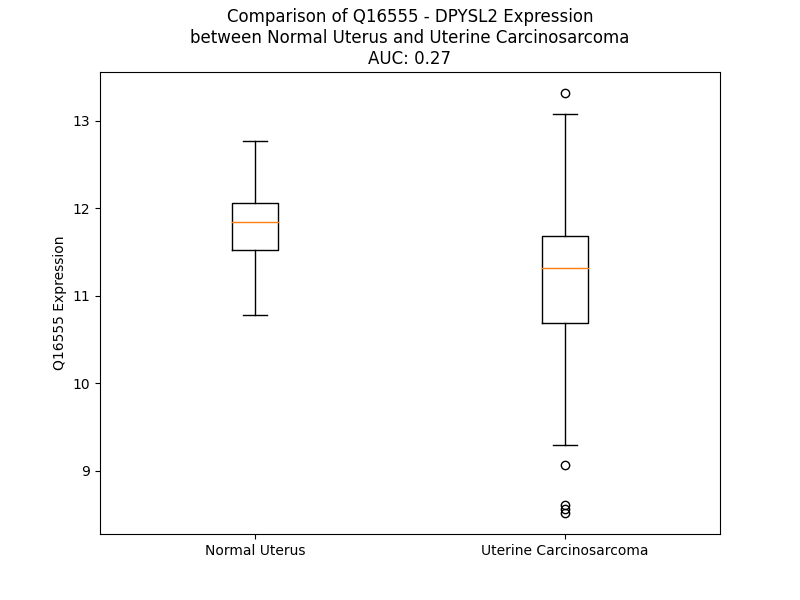 Comparison of Q16555 - DPYSL2 Expression
between Normal Uterus and Uterine Carcinosarcoma
AUC: 0.27
13
12
11
10
9
Q16555 Expression
Normal Uterus
Uterine Carcinosarcoma